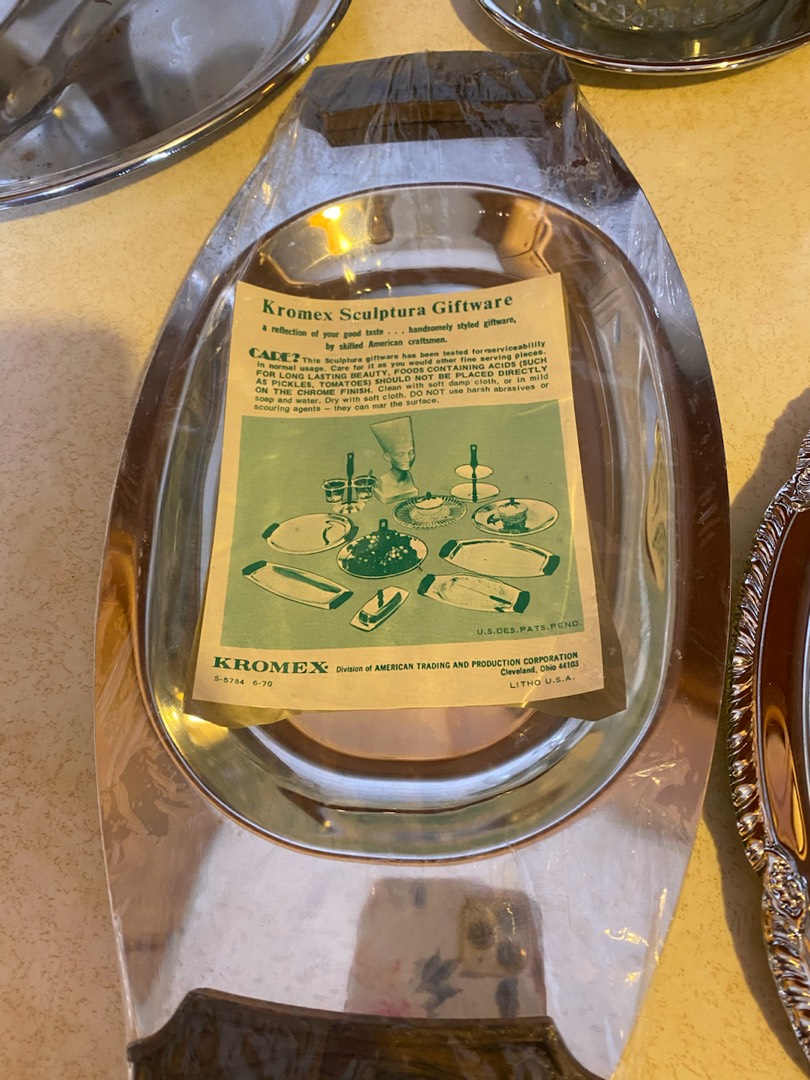 Kromex Sculptura Giftware
a reflection of your good taste . . . handsomely styled giftware,
by skilled American craftsmen.
CARE? This Sculptura giftware has been tested for serviceability
in normal usage. Care for it as you would other fine serving pieces.
FOR LONG LASTING BEAUTY, FOODS CONTAINING ACIDS (SUCH
AS PICKLES, TOMATOES) SHOULD NOT BE PLACED DIRECTLY
ON THE CHROME FINISH. Clean with soft damp cloth, or in mild
soap and water. Dry with soft cloth. DO NOT use harsh abrasives or
scouring agents – they can mar the surface.
U.S.DES.PATS.PEND.
KROMEX® Division of AMERICAN TRADING AND PRODUCTION CORPORATION
Cleveland, Ohio 44103
S-5784 6-70
LITHO U.S.A.